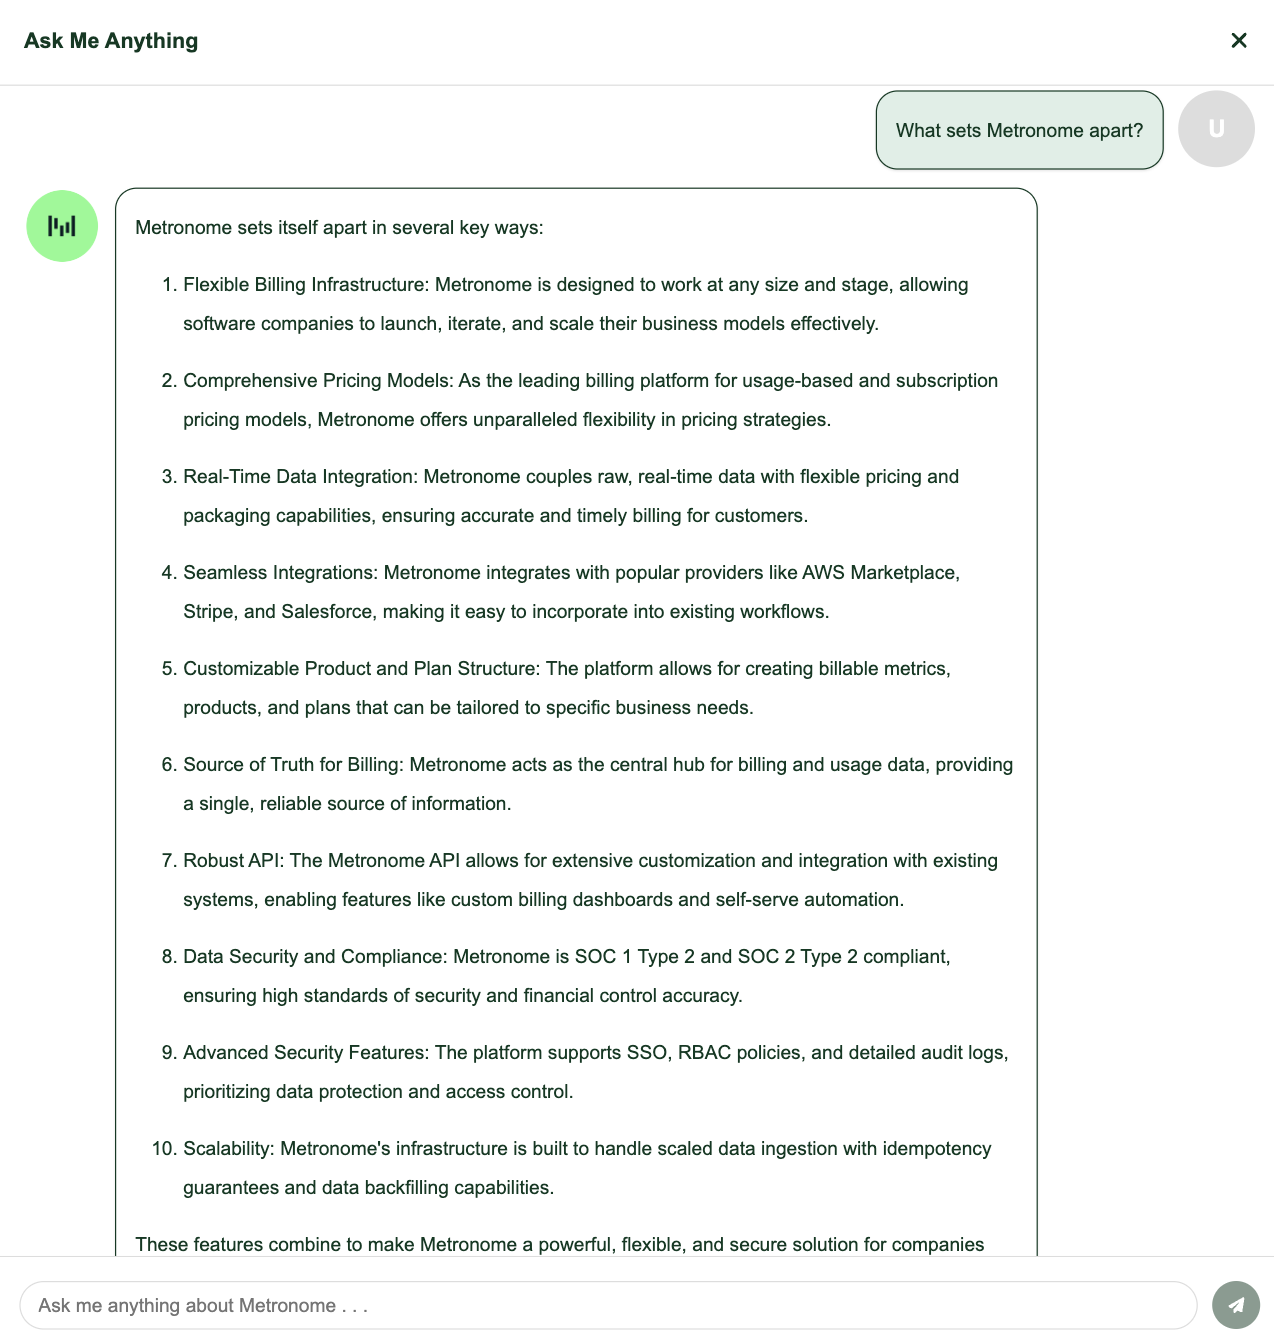 Ask Me Anything
What sets Metronome apart?
U
Metronome sets itself apart in several key ways:
1. Flexible Billing Infrastructure: Metronome is designed to work at any size and stage, allowing
software companies to launch, iterate, and scale their business models effectively.
2. Comprehensive Pricing Models: As the leading billing platform for usage-based and subscription
pricing models, Metronome offers unparalleled flexibility in pricing strategies.
3. Real-Time Data Integration: Metronome couples raw, real-time data with flexible pricing and
packaging capabilities, ensuring accurate and timely billing for customers.
4. Seamless Integrations: Metronome integrates with popular providers like AWS Marketplace,
Stripe, and Salesforce, making it easy to incorporate into existing workflows.
5. Customizable Product and Plan Structure: The platform allows for creating billable metrics,
products, and plans that can be tailored to specific business needs.
6. Source of Truth for Billing: Metronome acts as the central hub for billing and usage data, providing
a single, reliable source of information.
7. Robust API: The Metronome API allows for extensive customization and integration with existing
systems, enabling features like custom billing dashboards and self-serve automation.
8. Data Security and Compliance: Metronome is SOC 1 Type 2 and SOC 2 Type 2 compliant,
ensuring high standards of security and financial control accuracy.
9. Advanced Security Features: The platform supports SSO, RBAC policies, and detailed audit logs,
prioritizing data protection and access control.
10. Scalability: Metronome's infrastructure is built to handle scaled data ingestion with idempotency
guarantees and data backfilling capabilities.
These features combine to make Metronome a powerful, flexible, and secure solution for companies
Ask me anything about Metronome . . .